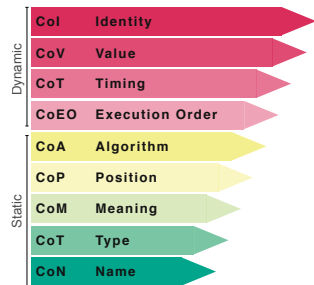 Dynamic
CoI Identity
CoV Value
CoT Timing
CoEO Execution Order
Static
CoA Algorithm
CoP Position
CoM Meaning
CoT Type
CoN Name